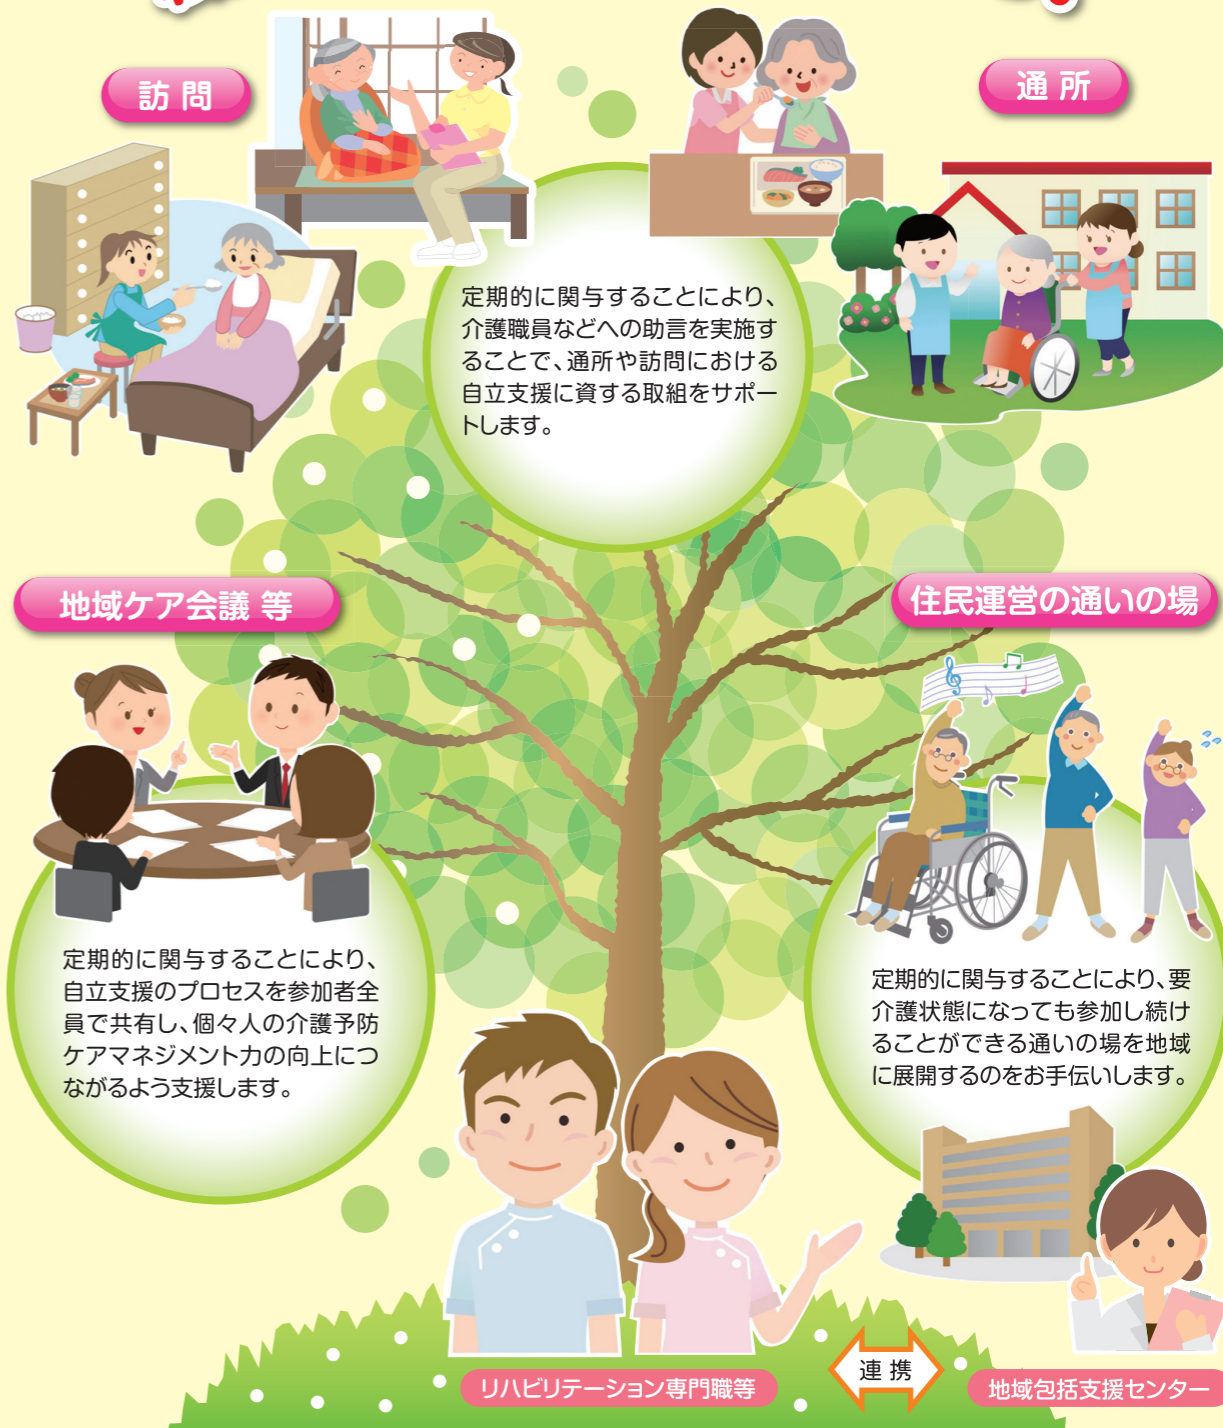 訪問
通所
定期的に関与することにより、
介護職員などへの助言を実施す
ることで、通所や訪問における
自立支援に資する取組をサポー
トします。
地域ケア会議 等
住民運営の通いの場
定期的に関与することにより、
自立支援のプロセスを参加者全
員で共有し、個々人の介護予防
ケアマネジメント力の向上につ
ながるよう支援します。
定期的に関与することにより、要
介護状態になっても参加し続け
ることができる通いの場を地域
に展開するのをお手伝いします。
リハビリテーション専門職等
連携
地域包括支援センター